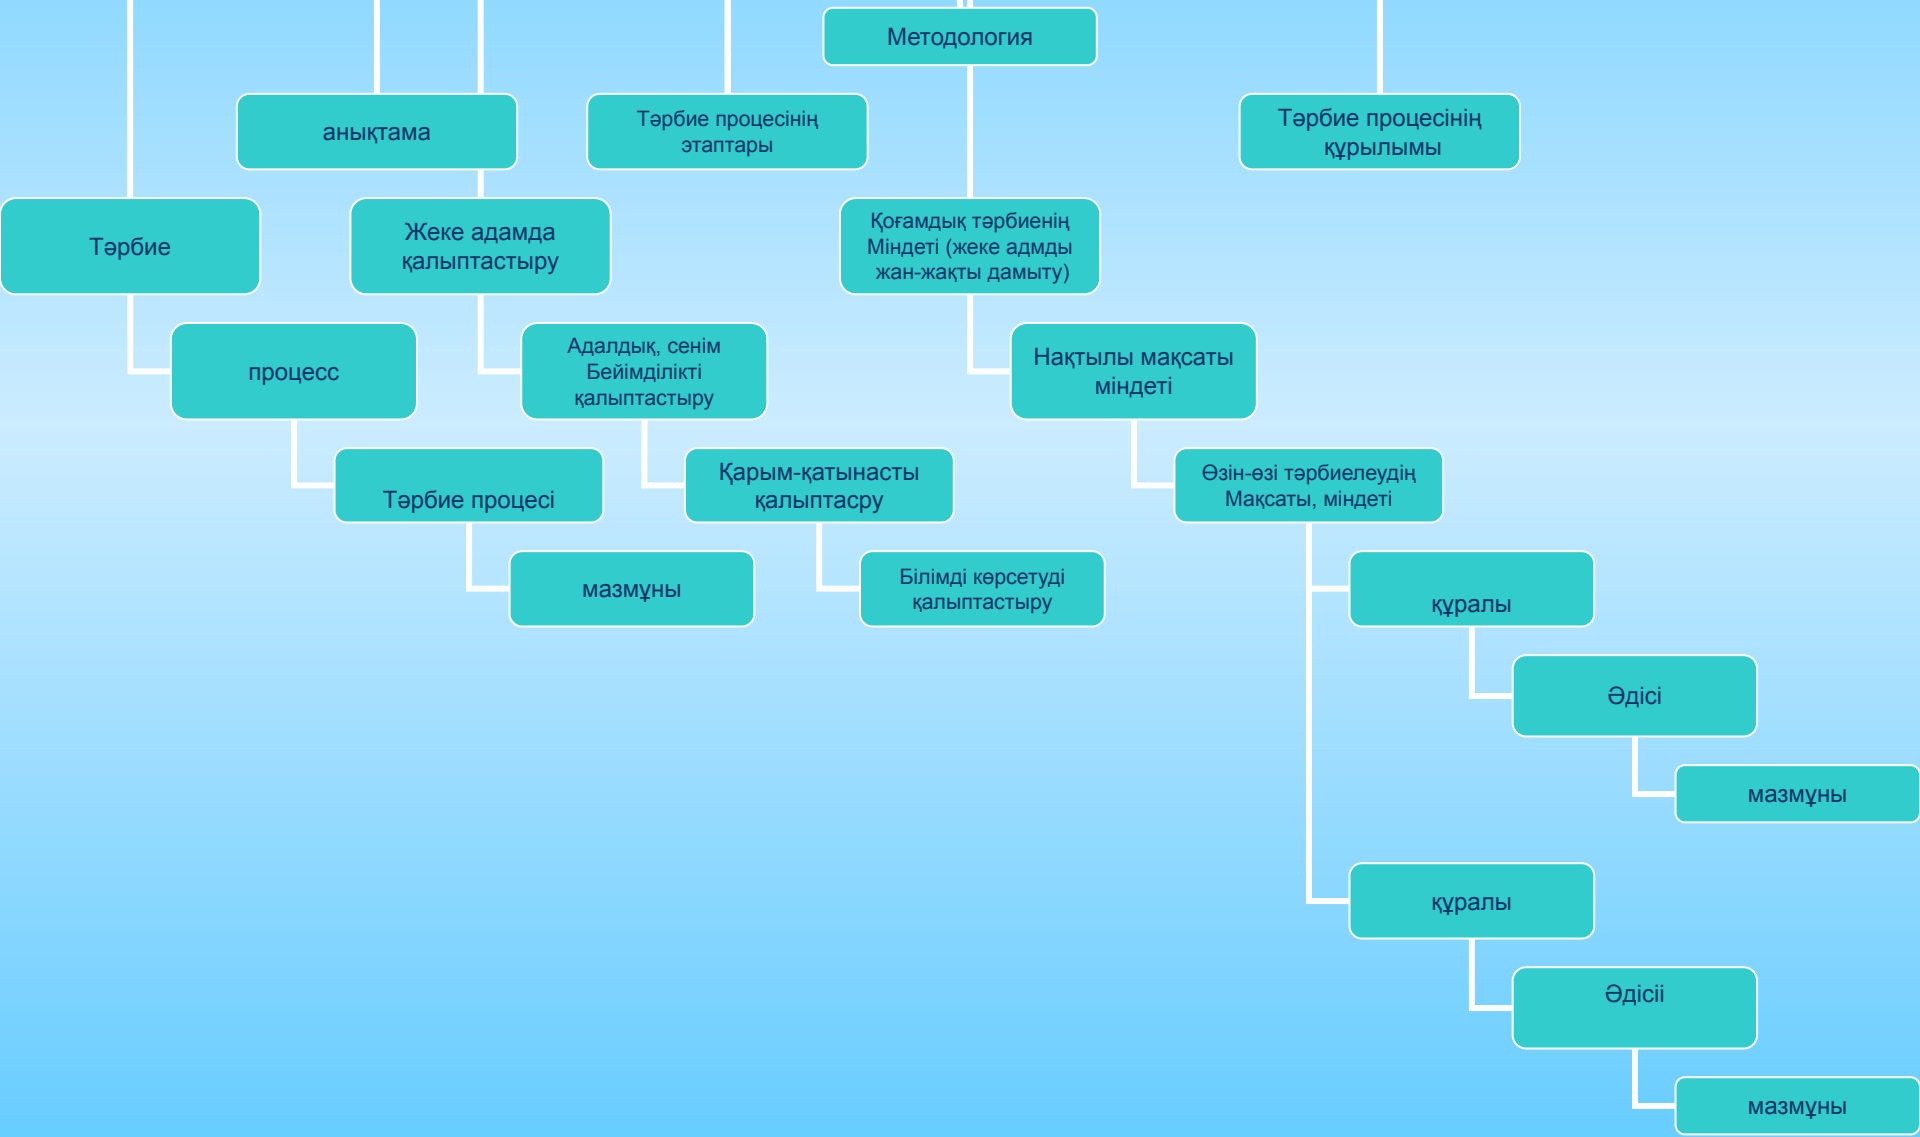 Методология
анықтама
Тәрбие процесінің
этаптары
Тәрбие процесінің
құрылымы
Тәрбие
Жеке адамда
қалыптастыру
Қоғамдық тәрбиенің
Міндеті (жеке адмды
жан-жақты дамыту)
процесс
Адалдық, сенім
Бейімділікті
қалыптастыру
Нақтылы мақсаты
міндеті
Тәрбие процесі
Қарым-қатынасты
қалыптасру
Өзін-өзі тәрбиелеудің
Мақсаты, міндеті
мазмұны
Білімді көрсетуді
қалыптастыру
құралы
Әдісі
мазмұны
құралы
Әдісіі
мазмұны